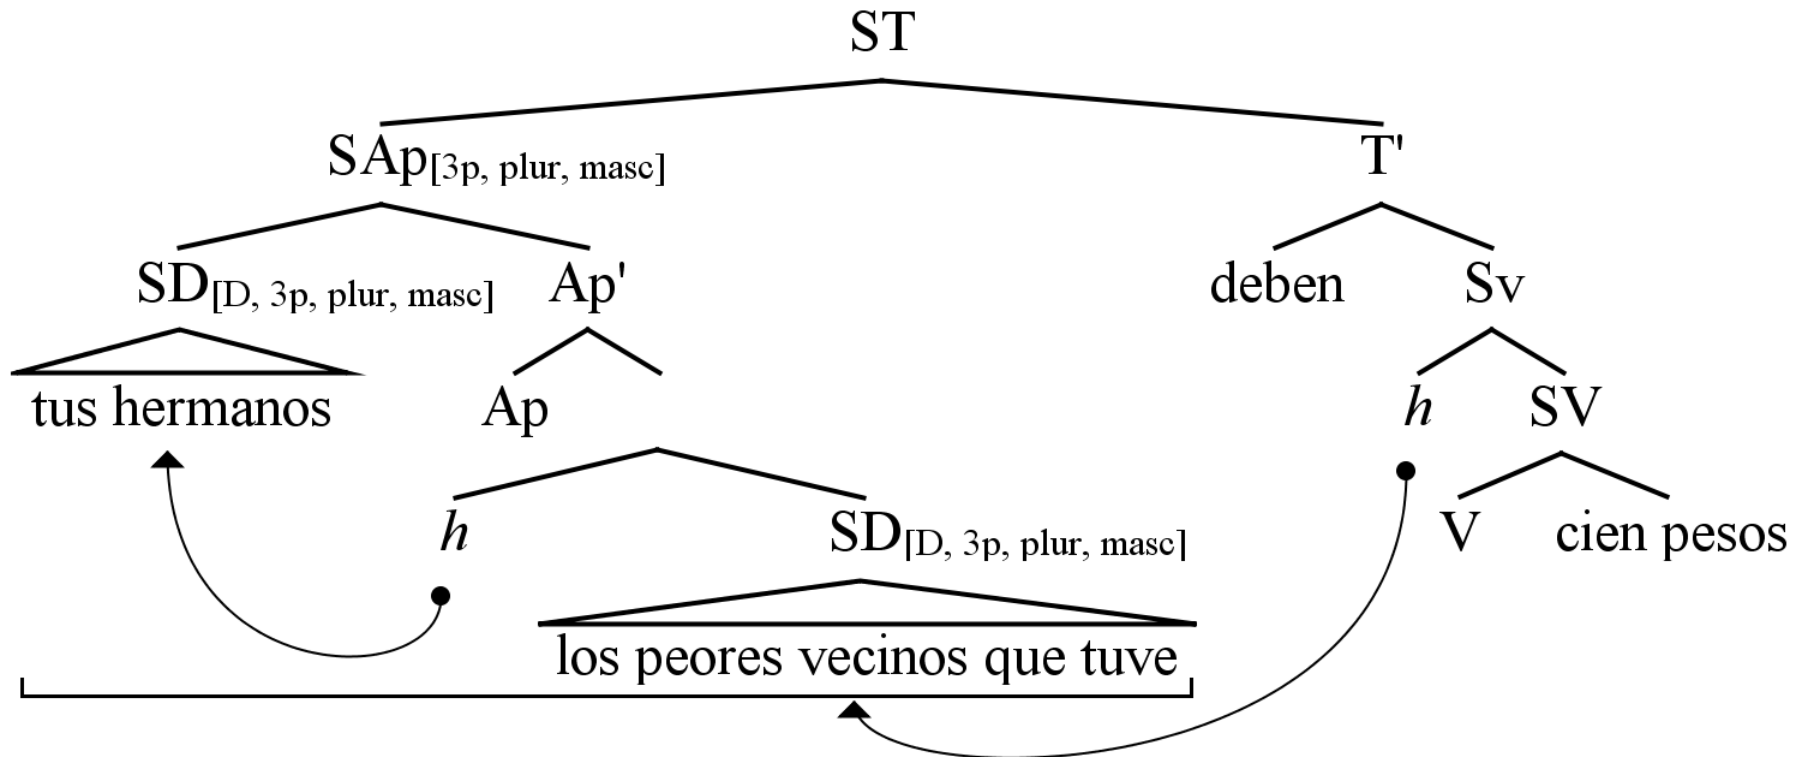 ST
SAp[3p, plur, masc] T'
SD[D, 3p, plur, masc] Ap' deben Sv
tus hermanos Ap h SV
h SD[D, 3p, plur, masc] V cien pesos
los peores vecinos que tuve